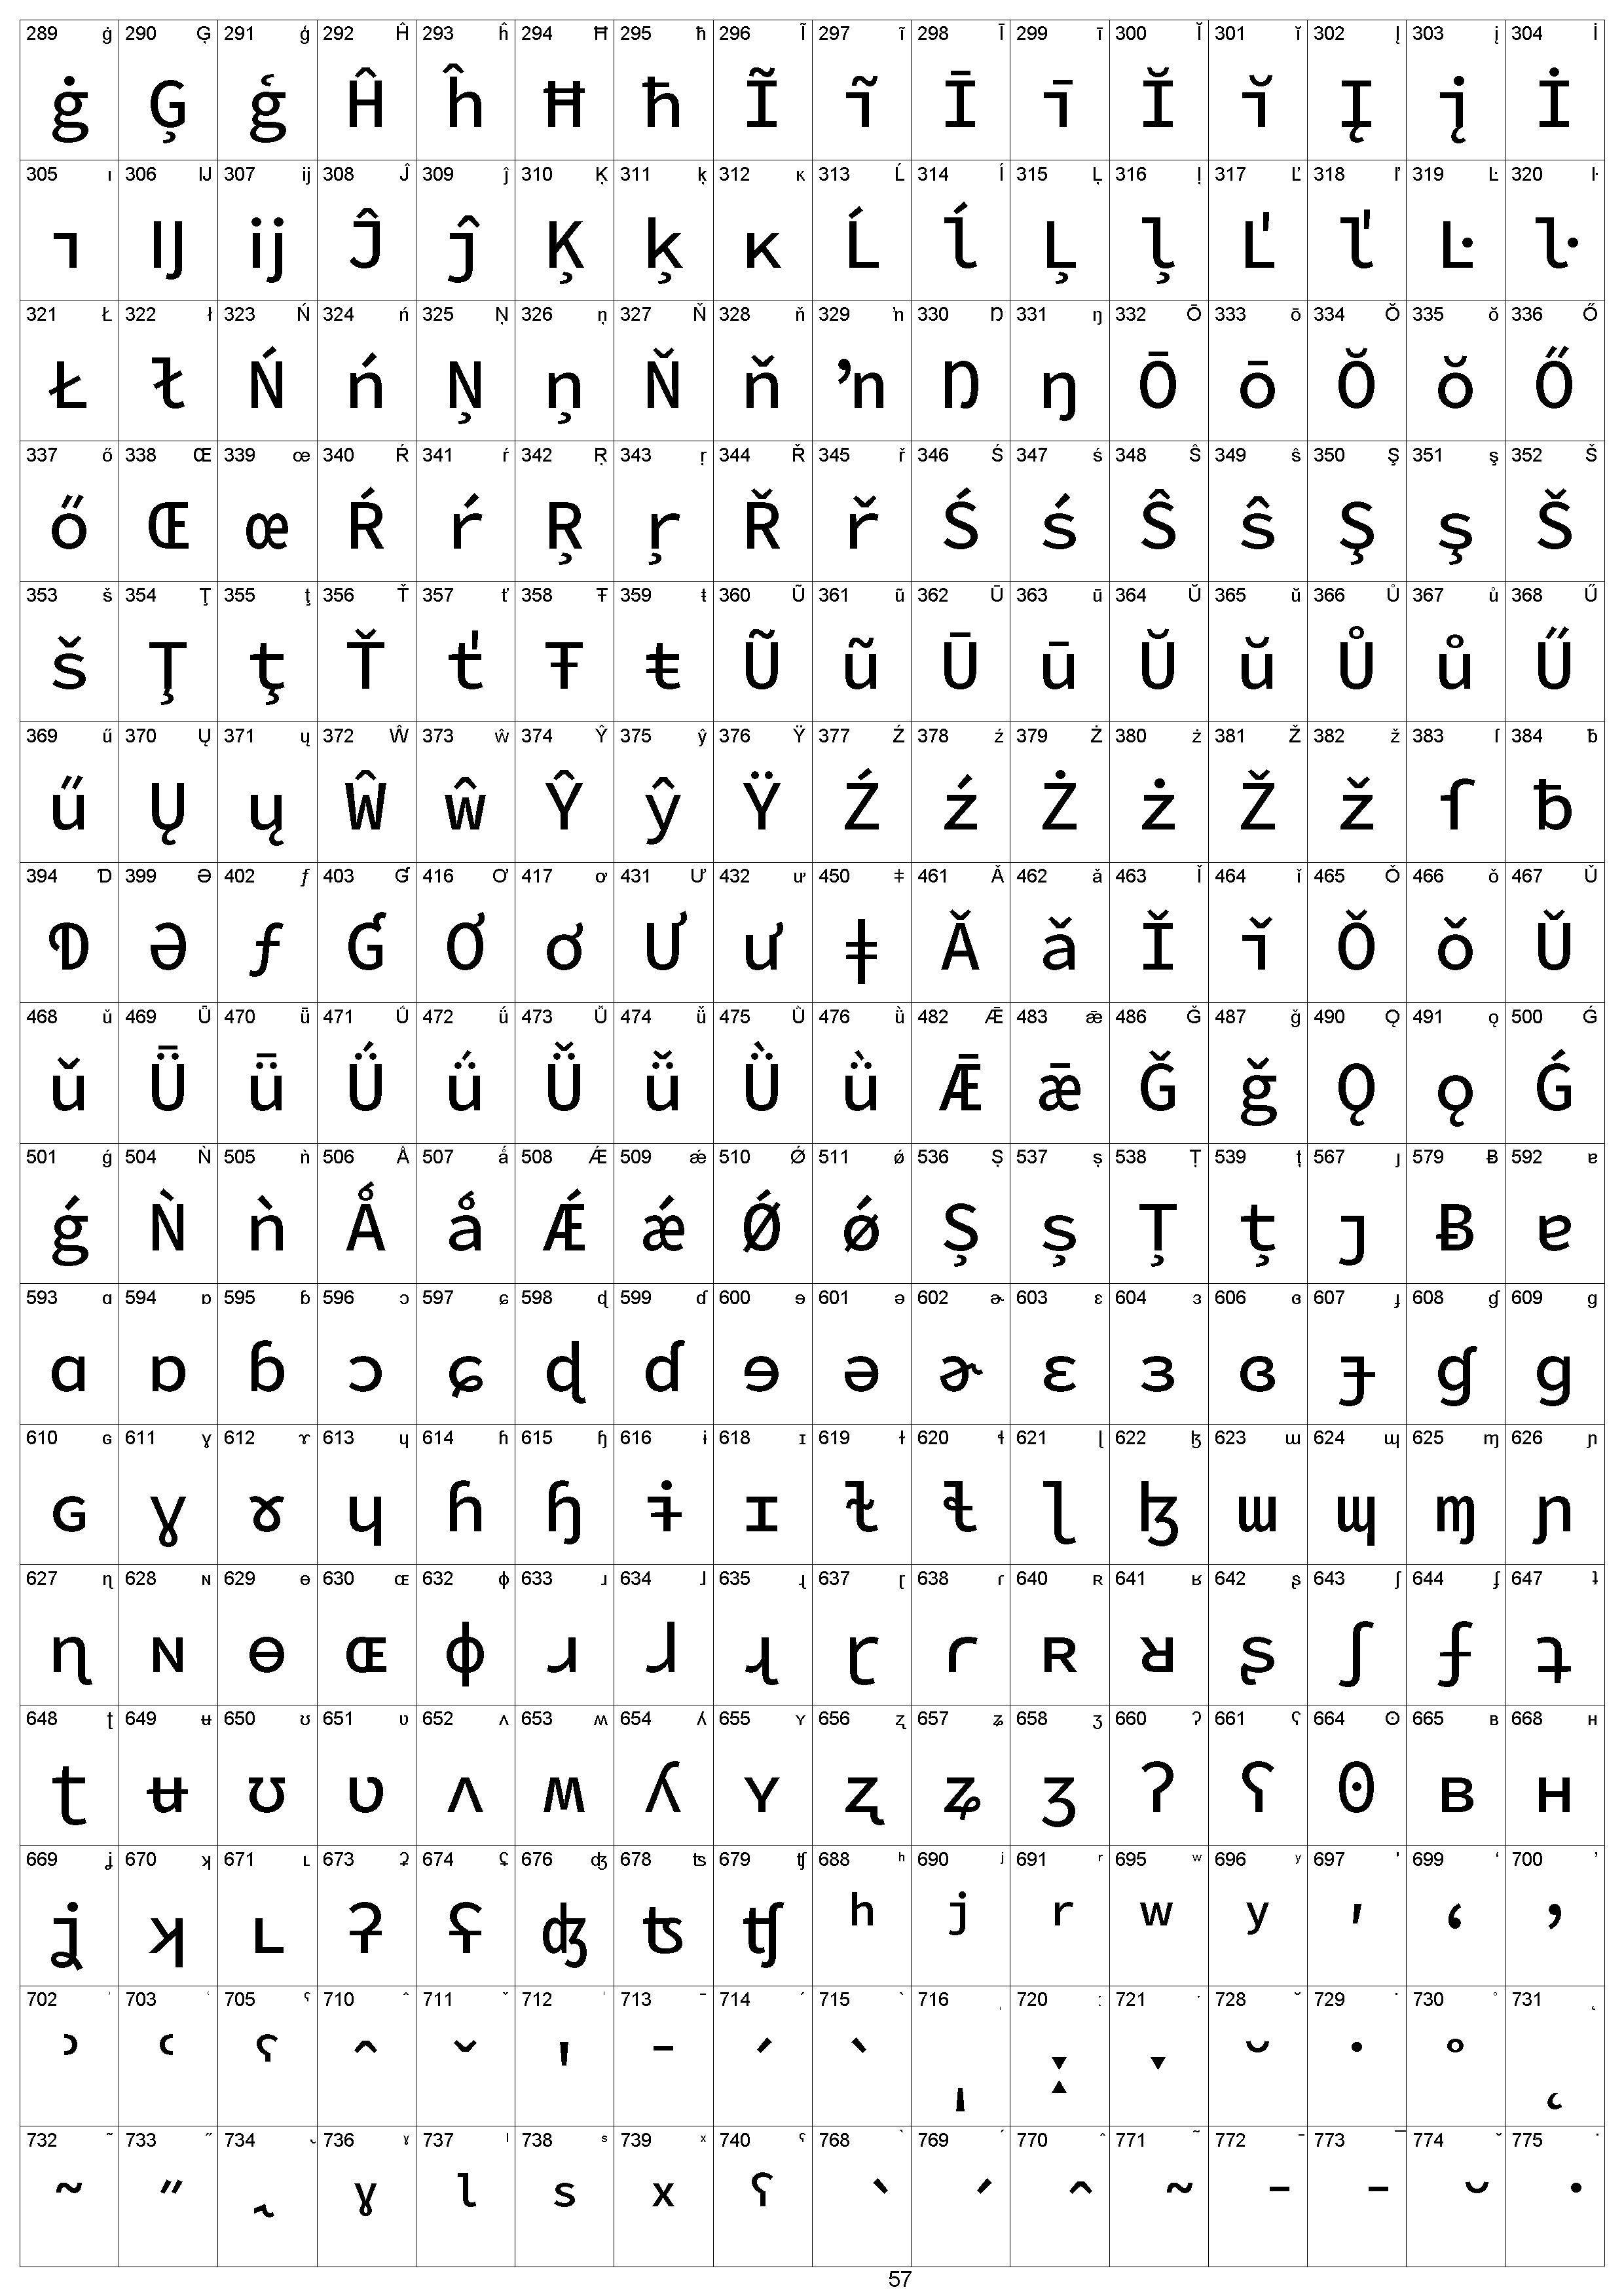 289 ġ 290 Ģ 291 ģ 292 Ĥ 293 ĥ 294 Ħ 295 ħ 296 Ĩ 297 ĩ 298 Ī 299 ī 300 Ĭ 301 ĭ 302 Į 303 į 304 İ
ġ Ģ ģ Ĥ ĥ Ħ ħ Ĩ ĩ Ī ī Ĭ ĭ Į į İ
305 ı 306 Ĳ 307 ĳ 308 Ĵ 309 ĵ 310 Ķ 311 ķ 312 ĸ 313 Ĺ 314 ĺ 315 Ļ 316 ļ 317 Ľ 318 ľ 319 Ŀ 320 ŀ
ı Ĳ ĳ Ĵ ĵ Ķ ķ ĸ Ĺ ĺ Ļ ļ Ľ ľ Ŀ ŀ
321 Ł 322 ł 323 Ń 324 ń 325 Ņ 326 ņ 327 Ň 328 ň 329 ŉ 330 Ŋ 331 ŋ 332 Ō 333 ō 334 Ŏ 335 ŏ 336 Ő
Ł ł Ń ń Ņ ņ Ň ň ŉ Ŋ ŋ Ō ō Ŏ ŏ Ő
337 ő 338 Œ 339 œ 340 Ŕ 341 ŕ 342 Ŗ 343 ŗ 344 Ř 345 ř 346 Ś 347 ś 348 Ŝ 349 ŝ 350 Ş 351 ş 352 Š
ő Œ œ Ŕ ŕ Ŗ ŗ Ř ř Ś ś Ŝ ŝ Ş ş Š
353 š 354 Ţ 355 ţ 356 Ť 357 ť 358 Ŧ 359 ŧ 360 Ũ 361 ũ 362 Ū 363 ū 364 Ŭ 365 ŭ 366 Ů 367 ů 368 Ű
š Ţ ţ Ť ť Ŧ ŧ Ũ ũ Ū ū Ŭ ŭ Ů ů Ű
369 ű 370 Ų 371 ų 372 Ŵ 373 ŵ 374 Ŷ 375 ŷ 376 Ÿ 377 Ź 378 ź 379 Ż 380 ż 381 Ž 382 ž 383 ſ 384 ƀ
ű Ų ų Ŵ ŵ Ŷ ŷ Ÿ Ź ź Ż ż Ž ž ſ ƀ
394 Ɗ 399 Ə 402 ƒ 403 Ɠ 416 Ơ 417 ơ 431 Ư 432 ư 450 ǂ 461 Ǎ 462 ǎ 463 Ǐ 464 ǐ 465 Ǒ 466 ǒ 467 Ǔ
Ɗ Ə ƒ Ɠ Ơ ơ Ư ư ǂ Ǎ ǎ Ǐ ǐ Ǒ ǒ Ǔ
468 ǔ 469 Ǖ 470 ǖ 471 Ǘ 472 ǘ 473 Ǚ 474 ǚ 475 Ǜ 476 ǜ 482 Ǣ 483 ǣ 486 Ǧ 487 ǧ 490 Ǫ 491 ǫ 500 Ǵ
ǔ Ǖ ǖ Ǘ ǘ Ǚ ǚ Ǜ ǜ Ǣ ǣ Ǧ ǧ Ǫ ǫ Ǵ
501 ǵ 504 Ǹ 505 ǹ 506 Ǻ 507 ǻ 508 Ǽ 509 ǽ 510 Ǿ 511 ǿ 536 Ș 537 ș 538 Ț 539 ț 567 ȷ 579 Ƀ 592 ɐ
ǵ Ǹ ǹ Ǻ ǻ Ǽ ǽ Ǿ ǿ Ș ș Ț ț ȷ Ƀ ɐ
593 ɑ 594 ɒ 595 ɓ 596 ɔ 597 ɕ 598 ɖ 599 ɗ 600 ɘ 601 ə 602 ɚ 603 ɛ 604 ɜ 606 ɞ 607 ɟ 608 ɠ 609 ɡ
ɑ ɒ ɓ ɔ ɕ ɖ ɗ ɘ ə ɚ ɛ ɜ ɞ ɟ ɠ ɡ
610 ɢ 611 ɣ 612 ɤ 613 ɥ 614 ɦ 615 ɧ 616 ɨ 618 ɪ 619 ɫ 620 ɬ 621 ɭ 622 ɮ 623 ɯ 624 ɰ 625 ɱ 626 ɲ
ɢ ɣ ɤ ɥ ɦ ɧ ɨ ɪ ɫ ɬ ɭ ɮ ɯ ɰ ɱ ɲ
627 ɳ 628 ɴ 629 ɵ 630 ɶ 632 ɸ 633 ɹ 634 ɺ 635 ɻ 637 ɽ 638 ɾ 640 ʀ 641 ʁ 642 ʂ 643 ʃ 644 ʄ 647 ʇ
ɳ ɴ ɵ ɶ ɸ ɹ ɺ ɻ ɽ ɾ ʀ ʁ ʂ ʃ ʄ ʇ
648 ʈ 649 ʉ 650 ʊ 651 ʋ 652 ʌ 653 ʍ 654 ʎ 655 ʏ 656 ʐ 657 ʑ 658 ʒ 660 ʔ 661 ʕ 664 ʘ 665 ʙ 668 ʜ
ʈ ʉ ʊ ʋ ʌ ʍ ʎ ʏ ʐ ʑ ʒ ʔ ʕ ʘ ʙ ʜ
669 ʝ 670 ʞ 671 ʟ 673 ʡ 674 ʢ 676 ʤ 678 ʦ 679 ʧ 688 ʰ 690 ʲ 691 ʳ 695 ʷ 696 ʸ 697 ʹ 699 ʻ 700 ʼ
ʝ ʞ ʟ ʡ ʢ ʤ ʦ ʧ ʰ ʲ ʳ ʷ ʸ ʹ ʻ ʼ
702 ʾ 703 ʿ 705 ˁ 710 ˆ 711 ˇ 712 ˈ 713 ˉ 714 ˊ 715 ˋ 716 ˌ 720 ː 721 ˑ 728 ˘ 729 ˙ 730 ˚ 731 ˛
ʾ ʿ ˁ ˆ ˇ ˈ ˉ ˊ ˋ ˌ ː ˑ ˘ ˙ ˚ ˛
732 ˜ 733 ˝ 734 ˞ 736 ˠ 737 ˡ 738 ˢ 739 ˣ 740 ˤ 768 ̀ 769 ́ 770 ̂ 771 ̃ 772 ̄ 773 ̅ 774 ̆ 775 ̇
˜ ˝ ˞ ˠ ˡ ˢ ˣ ˤ ̀ ́ ̂ ̃ ̄ ̅ ̆ ̇
57